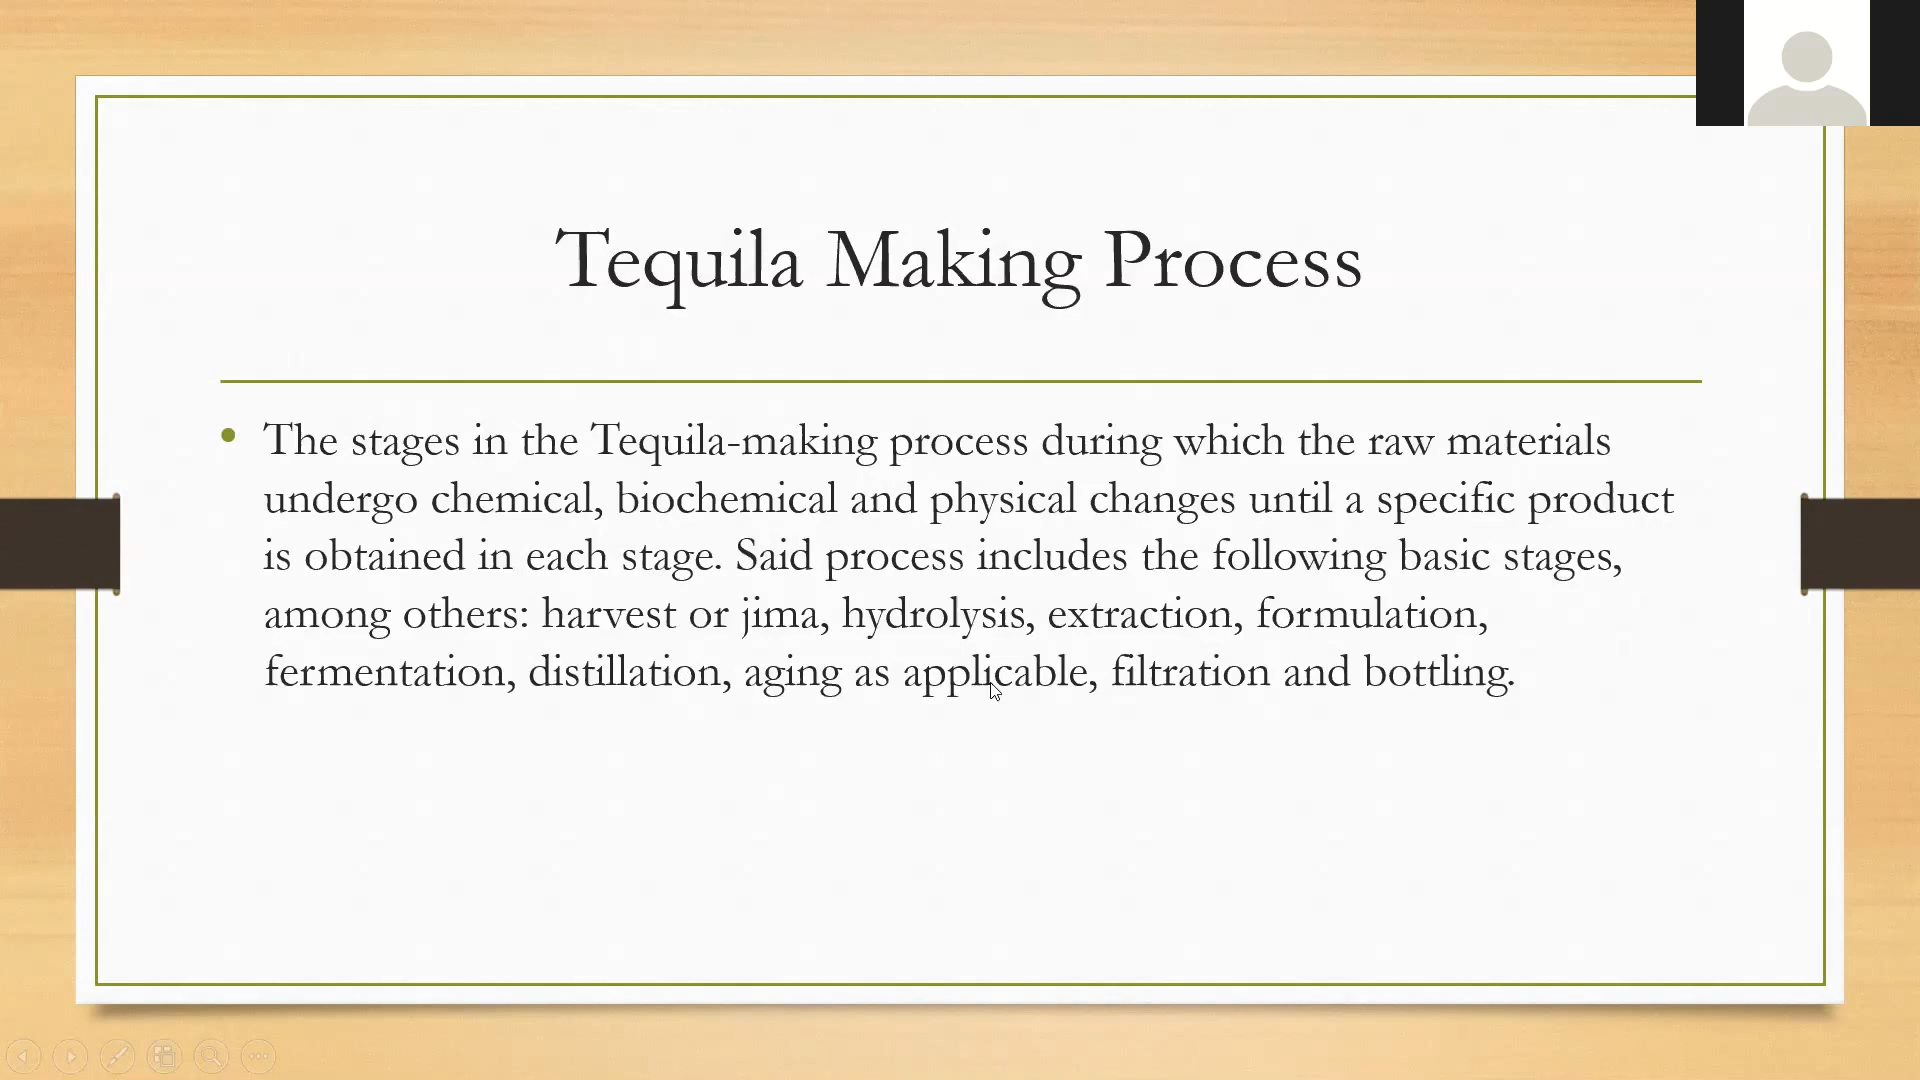 Tequila Making Process
• The stages in the Tequila-making process during which the raw materials
undergo chemical, biochemical and physical changes until a specific product
is obtained in each stage. Said process includes the following basic stages,
among others: harvest or jima, hydrolysis, extraction, formulation,
fermentation, distillation, aging as applicable, filtration and bottling.